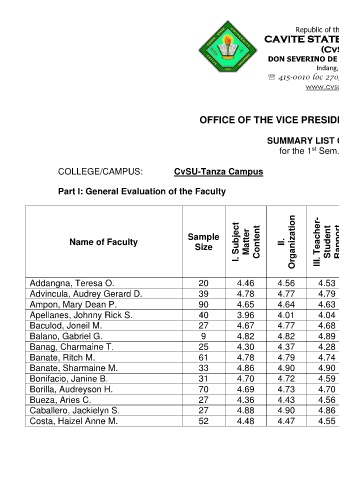 Republic of th
CAVITE STATE
(CvS
DON SEVERINO DE
Indang,
☏ 415-0010 loc 270,
www.cvs
OFFICE OF THE VICE PRESIDE
SUMMARY LIST O
for the 1st Sem.
COLLEGE/CAMPUS: CvSU-Tanza Campus
Part I: General Evaluation of the Faculty
Name of Faculty Sample Size I. Subject Matter Content II. Organization III. Teacher-Student Rapport
Addangna, Teresa O. 20 4.46 4.56 4.53
Advincula, Audrey Gerard D. 39 4.78 4.77 4.79
Ampon, Mary Dean P. 90 4.65 4.64 4.63
Apellanes, Johnny Rick S. 40 3.96 4.01 4.04
Baculod, Joneil M. 27 4.67 4.77 4.68
Balano, Gabriel G. 9 4.82 4.82 4.89
Banag, Charmaine T. 25 4.30 4.37 4.28
Banate, Ritch M. 61 4.78 4.79 4.74
Banate, Sharmaine M. 33 4.86 4.90 4.90
Bonifacio, Janine B. 31 4.70 4.72 4.59
Borilla, Audreyson H. 70 4.69 4.73 4.70
Bueza, Aries C. 27 4.36 4.43 4.56
Caballero, Jackielyn S. 27 4.88 4.90 4.86
Costa, Haizel Anne M. 52 4.48 4.47 4.55